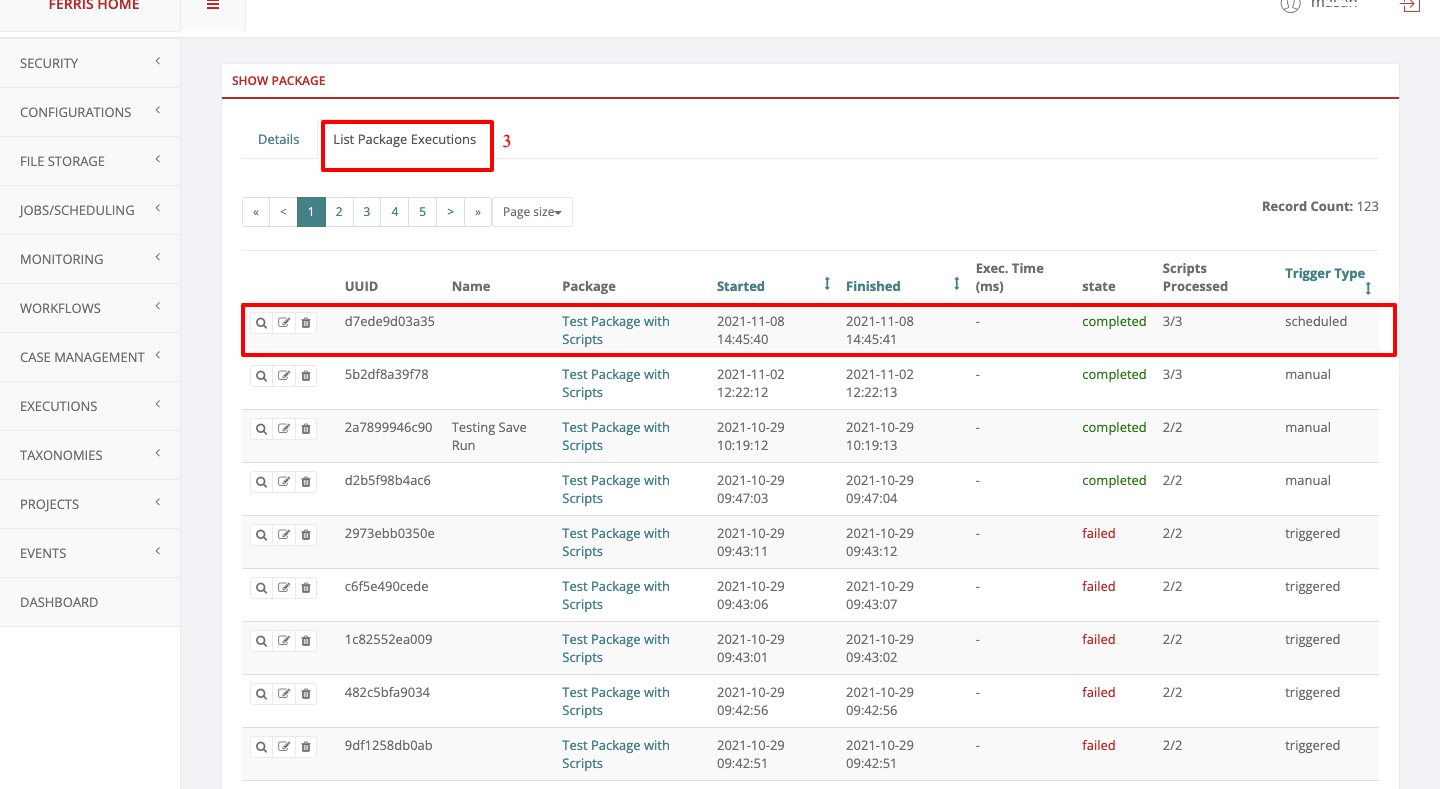 FERRIS HOME
SECURITY
CONFIGURATIONS
FILE STORAGE
JOBS/SCHEDULING
MONITORING
WORKFLOWS
CASE MANAGEMENT
EXECUTIONS
TAXONOMIES
PROJECTS
EVENTS
DASHBOARD
SHOW PACKAGE
Details List Package Executions 3
« < 1 2 3 4 5 > » Page size
Record Count: 123
UUID Name Package Started Finished Exec. Time (ms) state Scripts Processed Trigger Type
d7ede9d03a35 Test Package with 2021-11-08 2021-11-08 - completed 3/3 scheduled
Scripts 14:45:40 14:45:41
5b2df8a39f78 Test Package with 2021-11-02 2021-11-02 - completed 3/3 manual
Scripts 12:22:12 12:22:13
2a7899946c90 Testing Save Test Package with 2021-10-29 2021-10-29 - completed 2/2 manual
Run Scripts 10:19:12 10:19:13
d2b5f98b4ac6 Test Package with 2021-10-29 2021-10-29 - completed 2/2 manual
Scripts 09:47:03 09:47:04
2973ebb0350e Test Package with 2021-10-29 2021-10-29 - failed 2/2 triggered
Scripts 09:43:11 09:43:12
c6f5e490cede Test Package with 2021-10-29 2021-10-29 - failed 2/2 triggered
Scripts 09:43:06 09:43:07
1c82552ea009 Test Package with 2021-10-29 2021-10-29 - failed 2/2 triggered
Scripts 09:43:01 09:43:02
482c5bfa9034 Test Package with 2021-10-29 2021-10-29 - failed 2/2 triggered
Scripts 09:42:56 09:42:56
9df1258db0ab Test Package with 2021-10-29 2021-10-29 - failed 2/2 triggered
Scripts 09:42:51 09:42:51